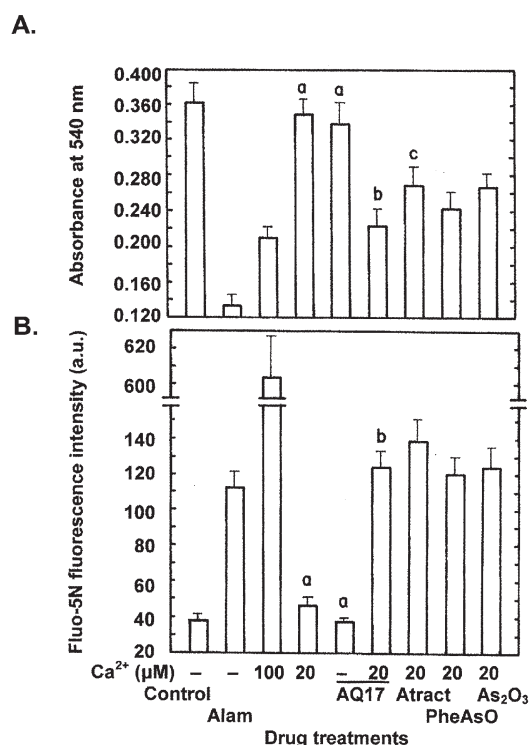 A.
Absorbance at 540 nm
0.400
0.360
0.280
0.240
0.200
0.160
0.120
a a
b
c
B.
Fluo-5N fluorescence intensity (a.u.)
620
600
140
120
100
80
60
40
20
a a
b
Ca²⁺ (µM) – – 100 20 – 20 20 20 20
Control AQ17 Atract As₂O₃
Alam PheAsO
Drug treatments